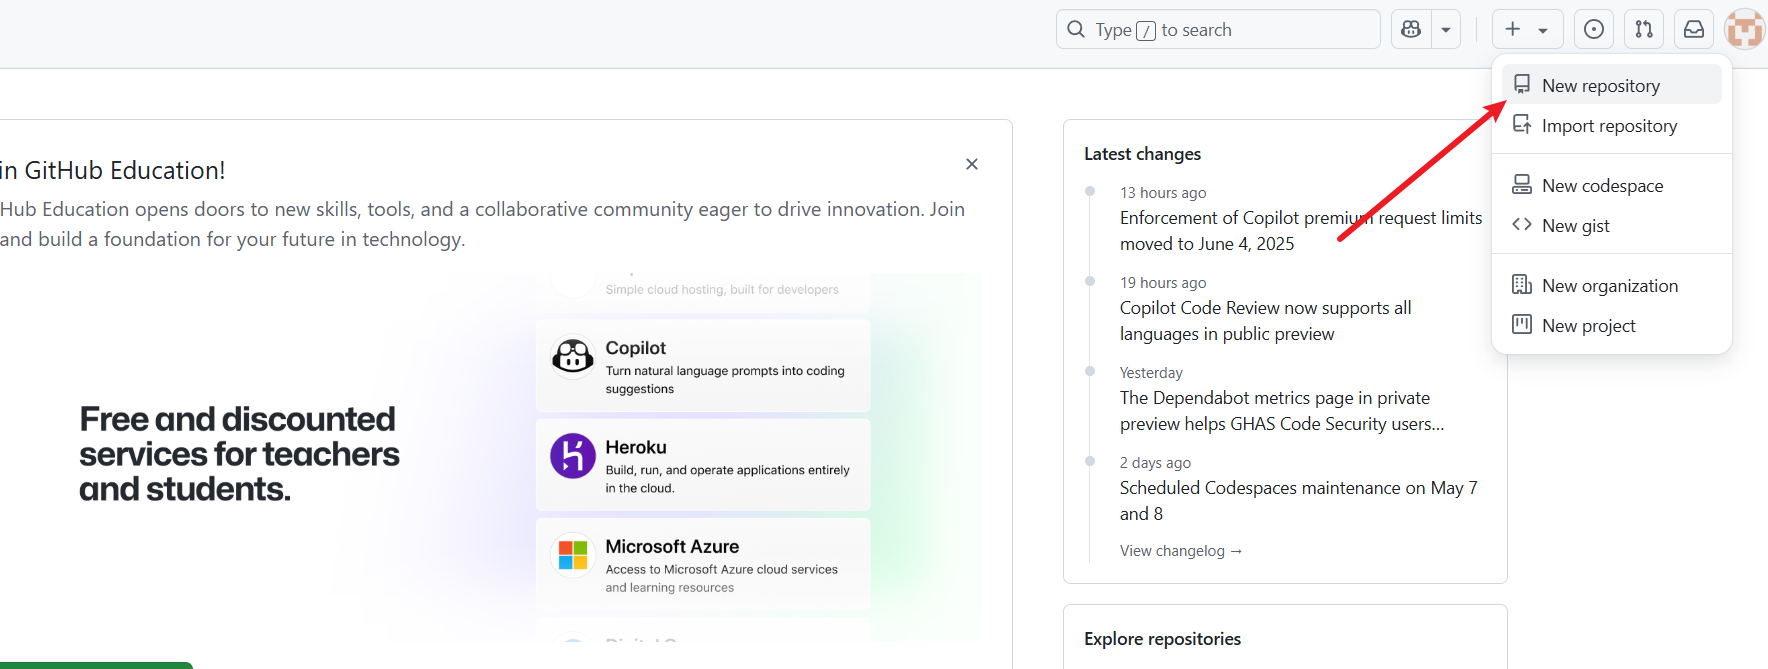 Type / to search
New repository
Import repository
New codespace
New gist
New organization
New project
in GitHub Education!
Hub Education opens doors to new skills, tools, and a collaborative community eager to drive innovation. Join
and build a foundation for your future in technology.
Free and discounted
services for teachers
and students.
Simple cloud hosting, built for developers
Copilot
Turn natural language prompts into coding
suggestions
Heroku
Build, run, and operate applications entirely
in the cloud.
Microsoft Azure
Access to Microsoft Azure cloud services
and learning resources
Latest changes
13 hours ago
Enforcement of Copilot premium request limits
moved to June 4, 2025
19 hours ago
Copilot Code Review now supports all
languages in public preview
Yesterday
The Dependabot metrics page in private
preview helps GHAS Code Security users...
2 days ago
Scheduled Codespaces maintenance on May 7
and 8
View changelog →
Explore repositories